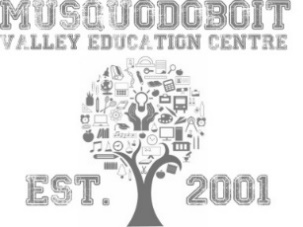 MUSQUODOBOIT
VALLEY EDUCATION CENTRE
EST. 2001